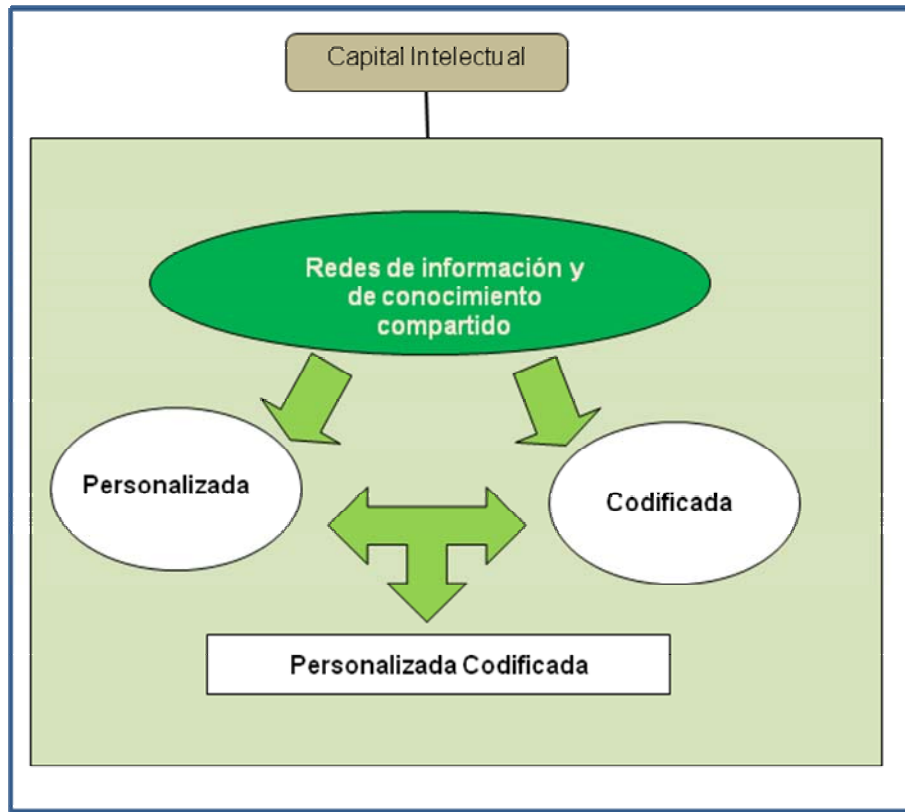 Capital Intelectual
Redes de información y
de conocimiento
compartido
Personalizada
Codificada
Personalizada Codificada